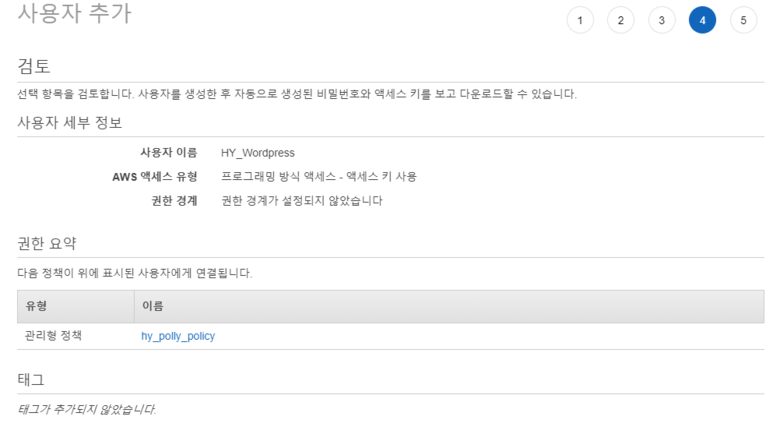 사용자 추가
1 2 3 4 5
검토
선택 항목을 검토합니다. 사용자를 생성한 후 자동으로 생성된 비밀번호와 액세스 키를 보고 다운로드할 수 있습니다.
사용자 세부 정보
사용자 이름 HY_Wordpress
AWS 액세스 유형 프로그래밍 방식 액세스 - 액세스 키 사용
권한 경계 권한 경계가 설정되지 않았습니다
권한 요약
다음 정책이 위에 표시된 사용자에게 연결됩니다.
유형 이름
관리형 정책 hy_polly_policy
태그
태그가 추가되지 않았습니다.